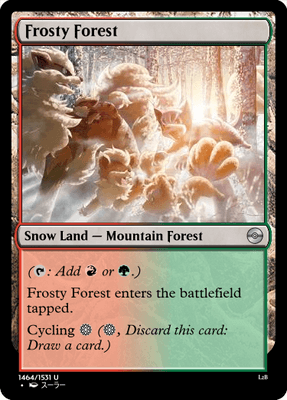 Frosty Forest
Snow Land — Mountain Forest
(: Add or .)
Frosty Forest enters the battlefield
tapped.
Cycling (, Discard this card:
Draw a card.)
1464/1531 U
• スーラー
LzB